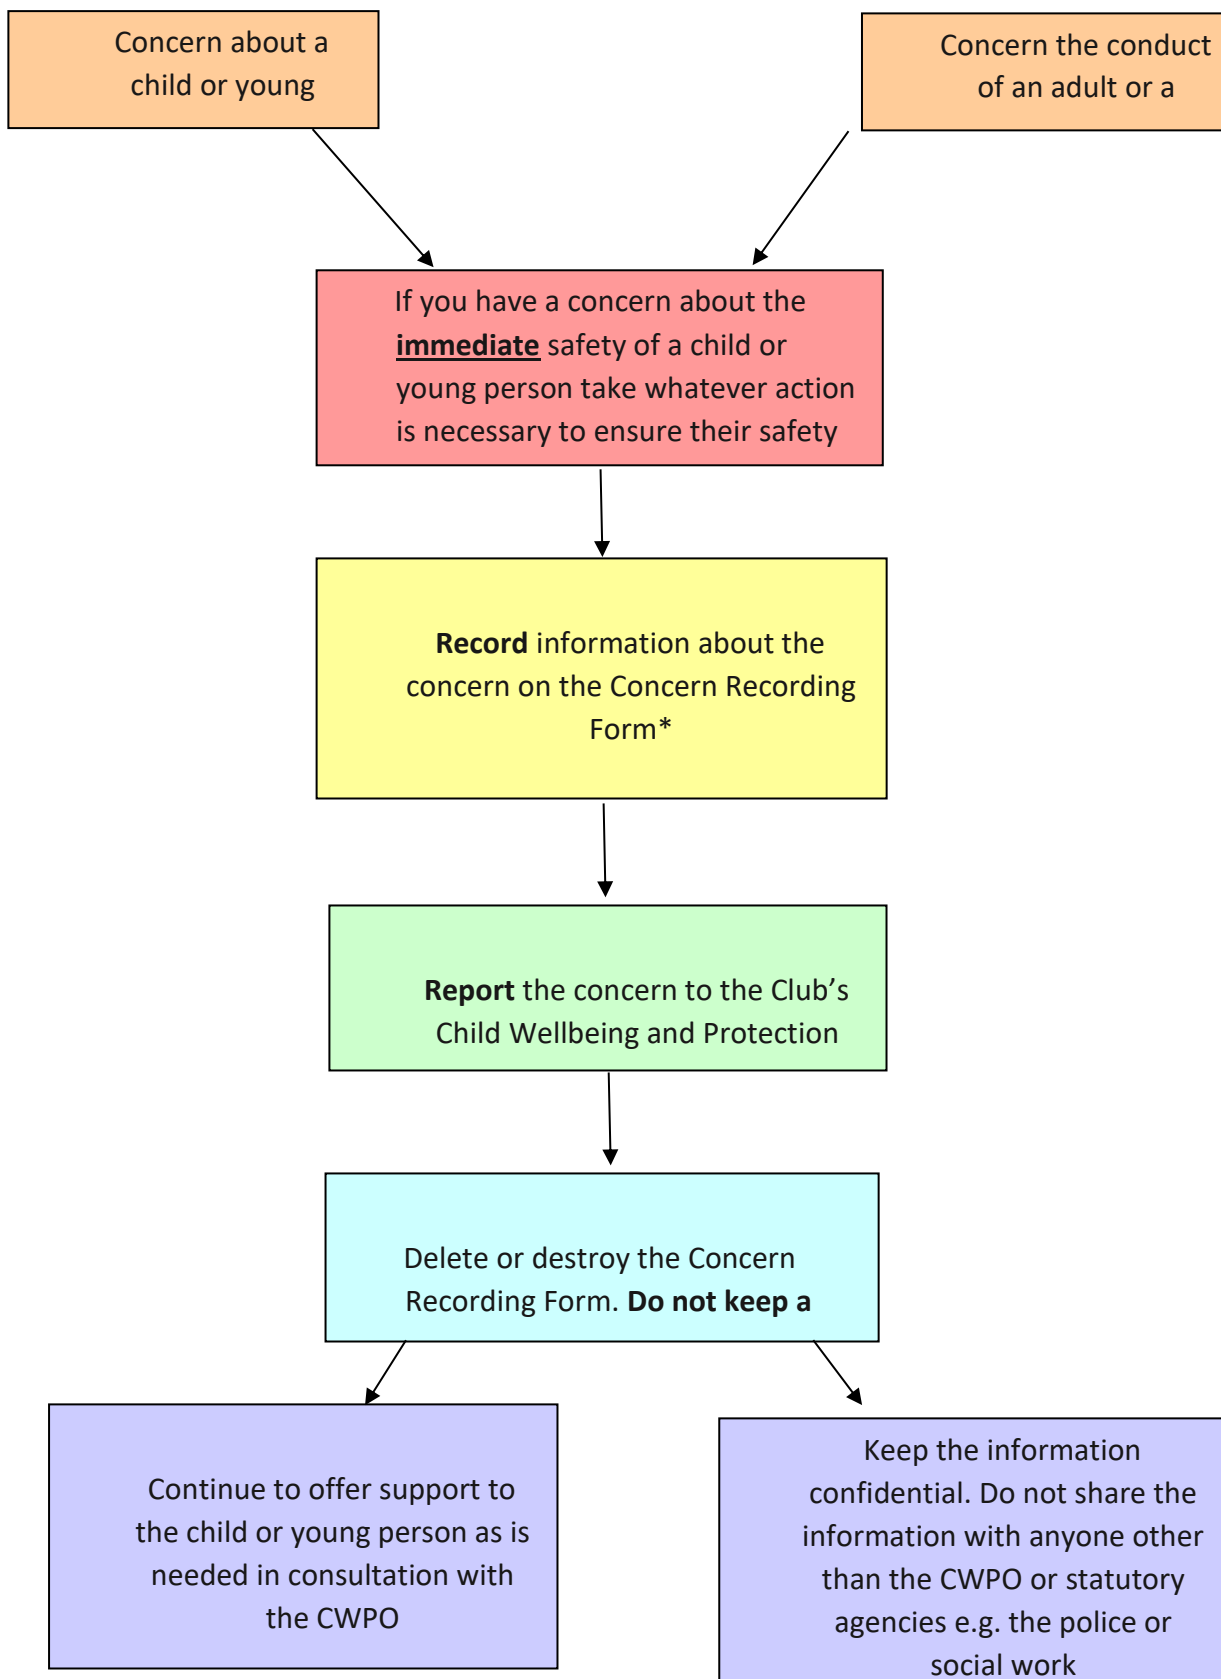 Concern about a
child or young
Concern the conduct
of an adult or a
If you have a concern about the
immediate safety of a child or
young person take whatever action
is necessary to ensure their safety
Record information about the
concern on the Concern Recording
Form*
Report the concern to the Club’s
Child Wellbeing and Protection
Delete or destroy the Concern
Recording Form. Do not keep a
Continue to offer support to
the child or young person as is
needed in consultation with
the CWPO
Keep the information
confidential. Do not share the
information with anyone other
than the CWPO or statutory
agencies e.g. the police or
social work